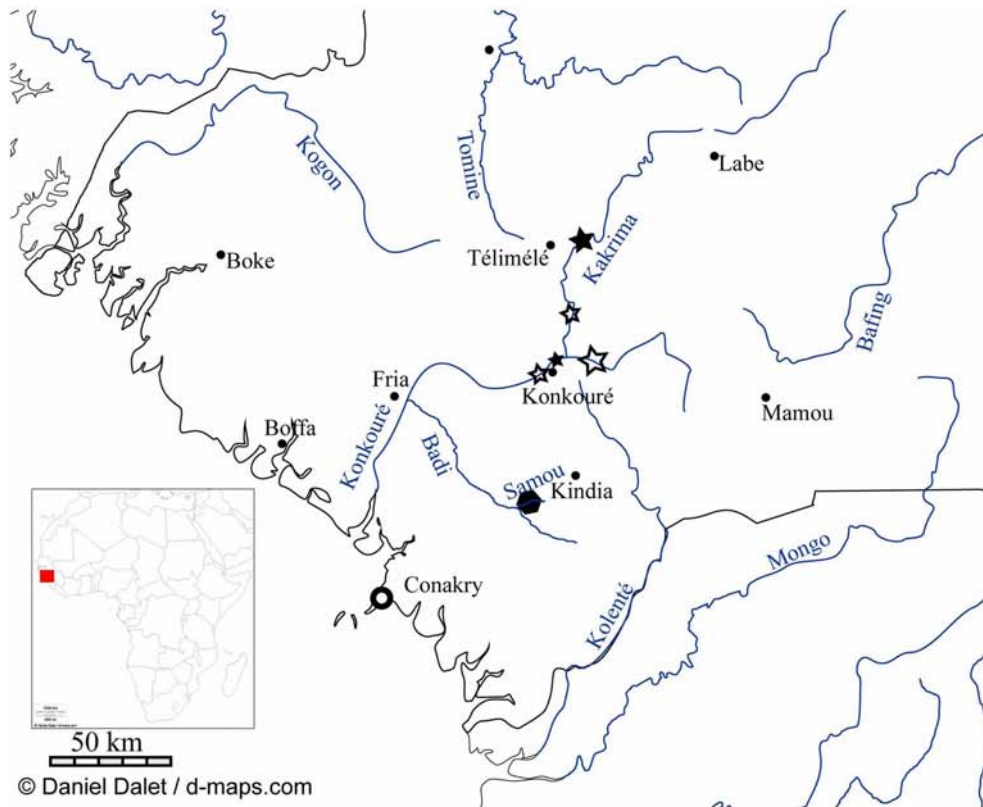 Kogon
Tomine
Labe
Télimélé
Kakrima
Boke
Bafing
Konkouré
Fria
Mamou
Boffa
Konkouré
Badi
Samou
Kindia
Mongo
Conakry
Kolenté
50 km
© Daniel Dalet / d-maps.com